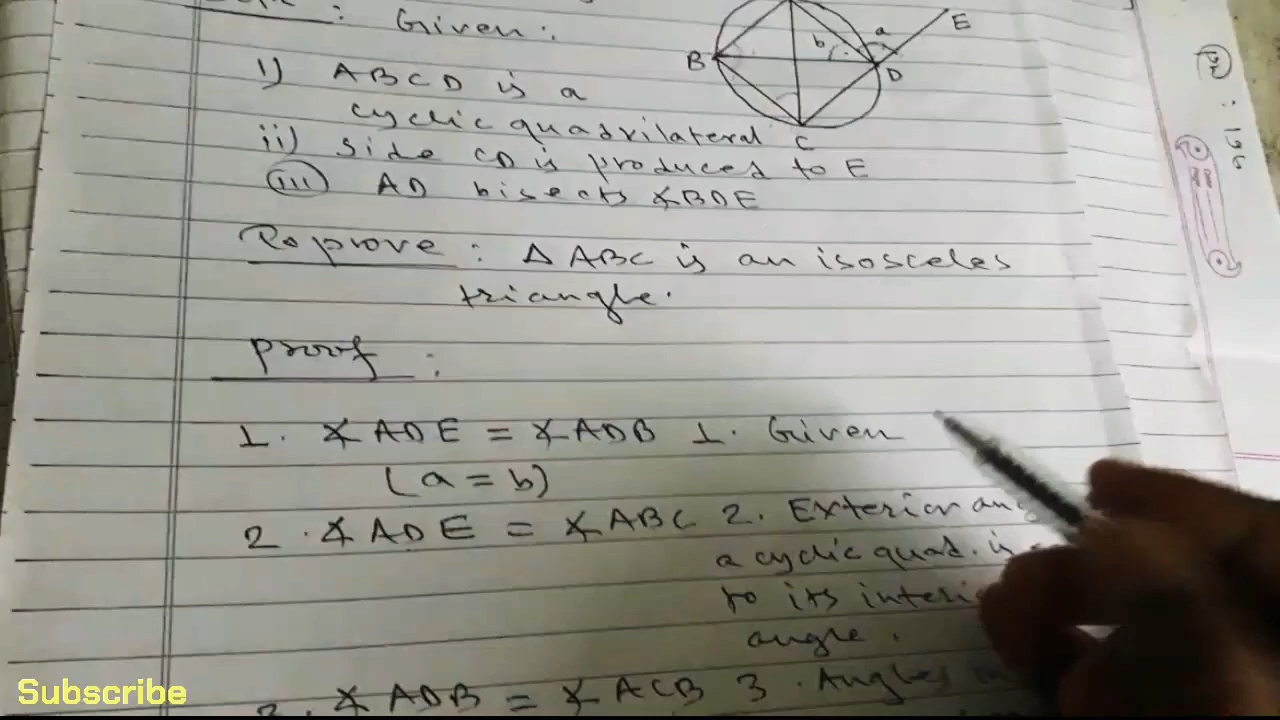 Given :
B
b
a
E
D
C
i) ABCD is a
cyclic quadrilateral
ii) side CD is produced to E
(iii) AD bisects ∡BDE
To prove : Δ ABC is an isosceles
triangle.
Proof :
1. ∡ADE = ∡ADB 1. Given
(a = b)
2. ∡ADE = ∡ABC 2. Exterior
a cyclic quad. is
to its
angle.
3. ∡ADB = ∡ACB 3. Angles
Subscribe